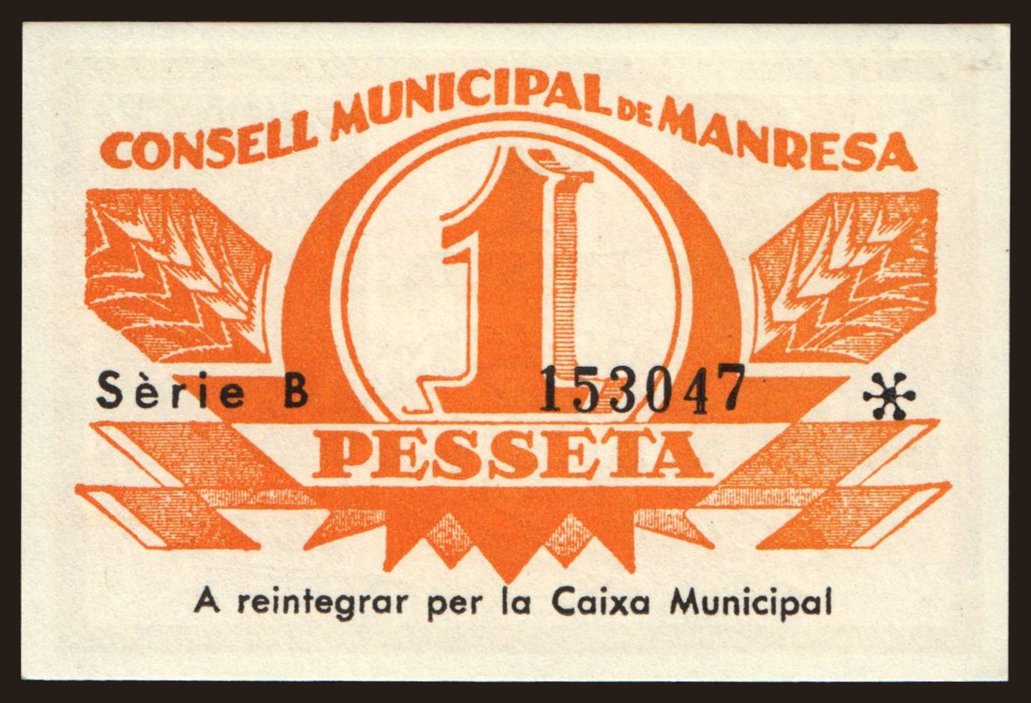 CONSELL MUNICIPAL DE MANRESA
1
Sèrie B 153047
PESSETA
A reintegrar per la Caixa Municipal